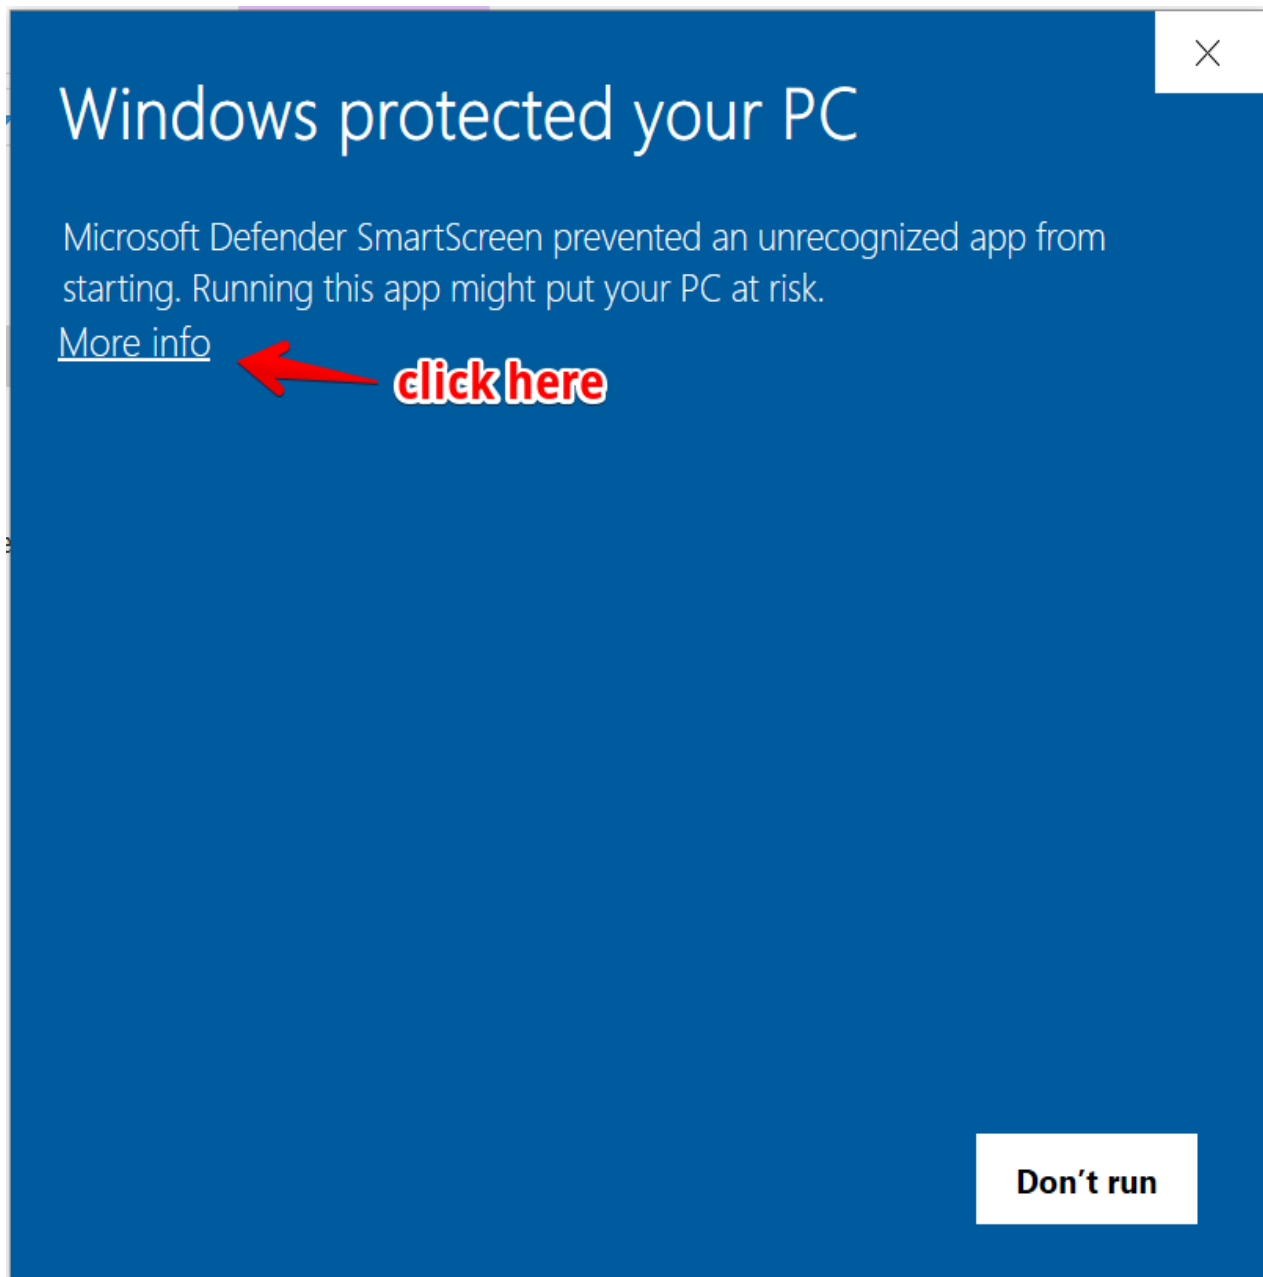 Windows protected your PC
Microsoft Defender SmartScreen prevented an unrecognized app from
starting. Running this app might put your PC at risk.
More info
click here
Don't run